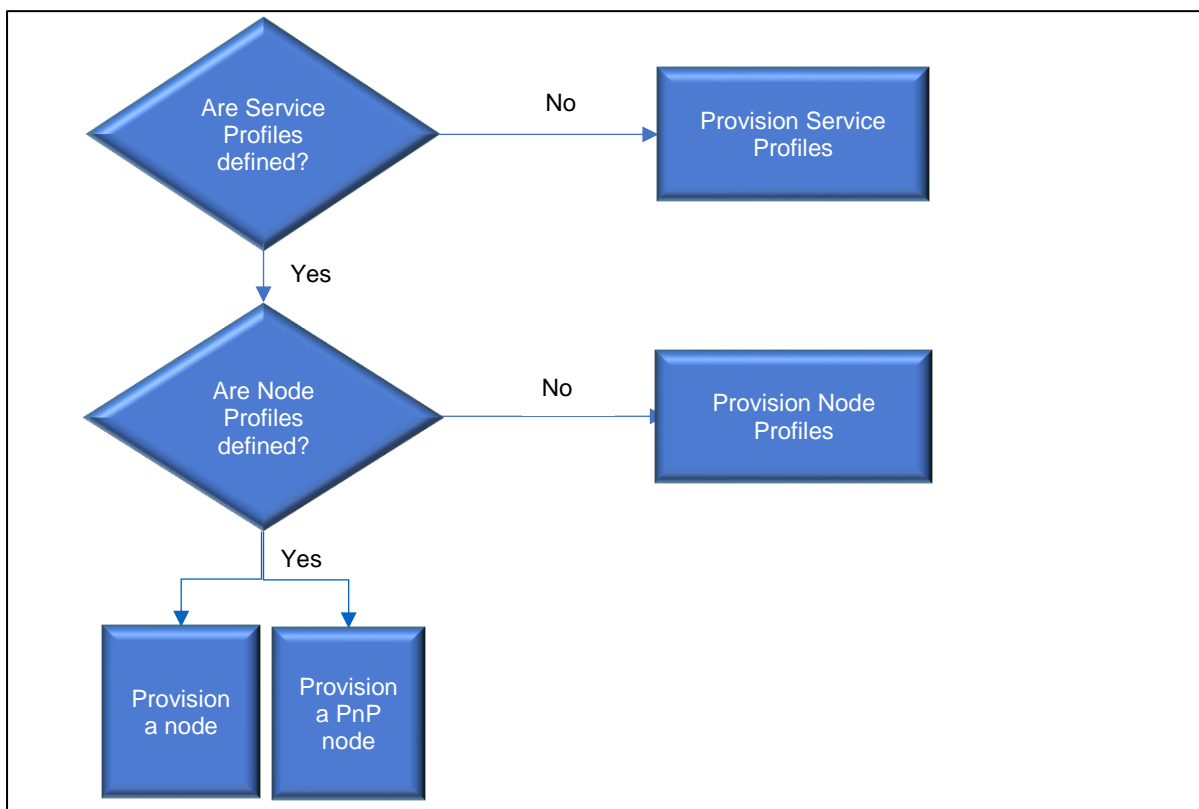 Are Service
Profiles
defined?
No
Provision Service
Profiles
Yes
Are Node
Profiles
defined?
No
Provision Node
Profiles
Yes
Provision
a node
Provision
a PnP
node